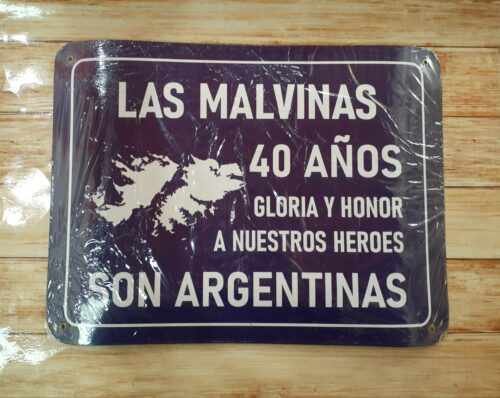 LAS MALVINAS
40 AÑOS
GLORIA Y HONOR
A NUESTROS HEROES
SON ARGENTINAS